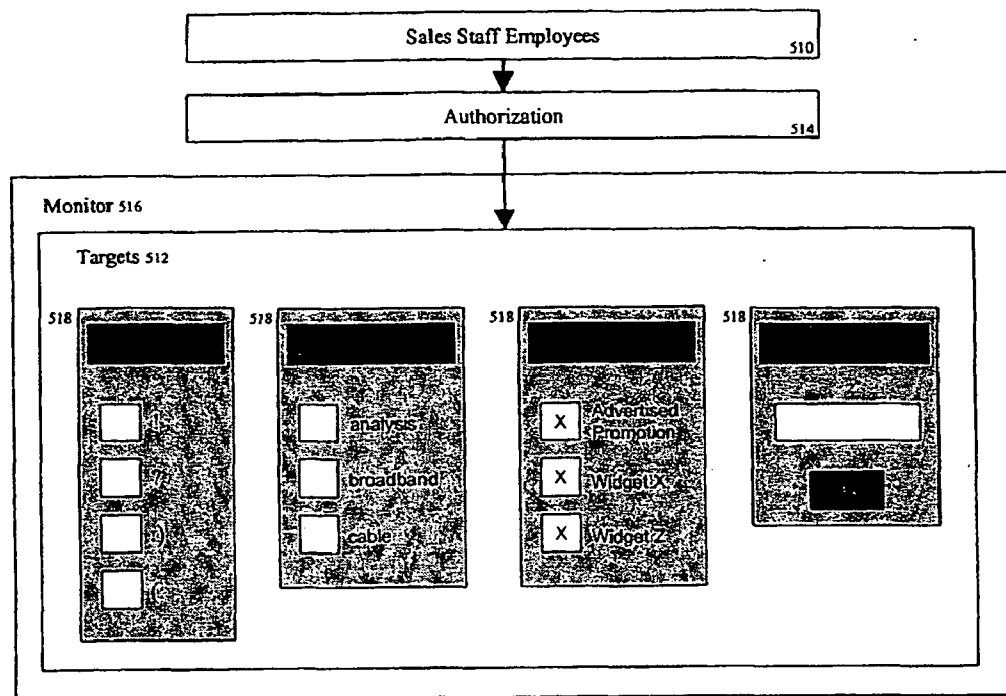 Sales Staff Employees
510
Authorization
514
Monitor 516
Targets 512
518
518
518
518
analysis
broadband
cable
X Advertised
Promotion
X Widget X
X Widget Z